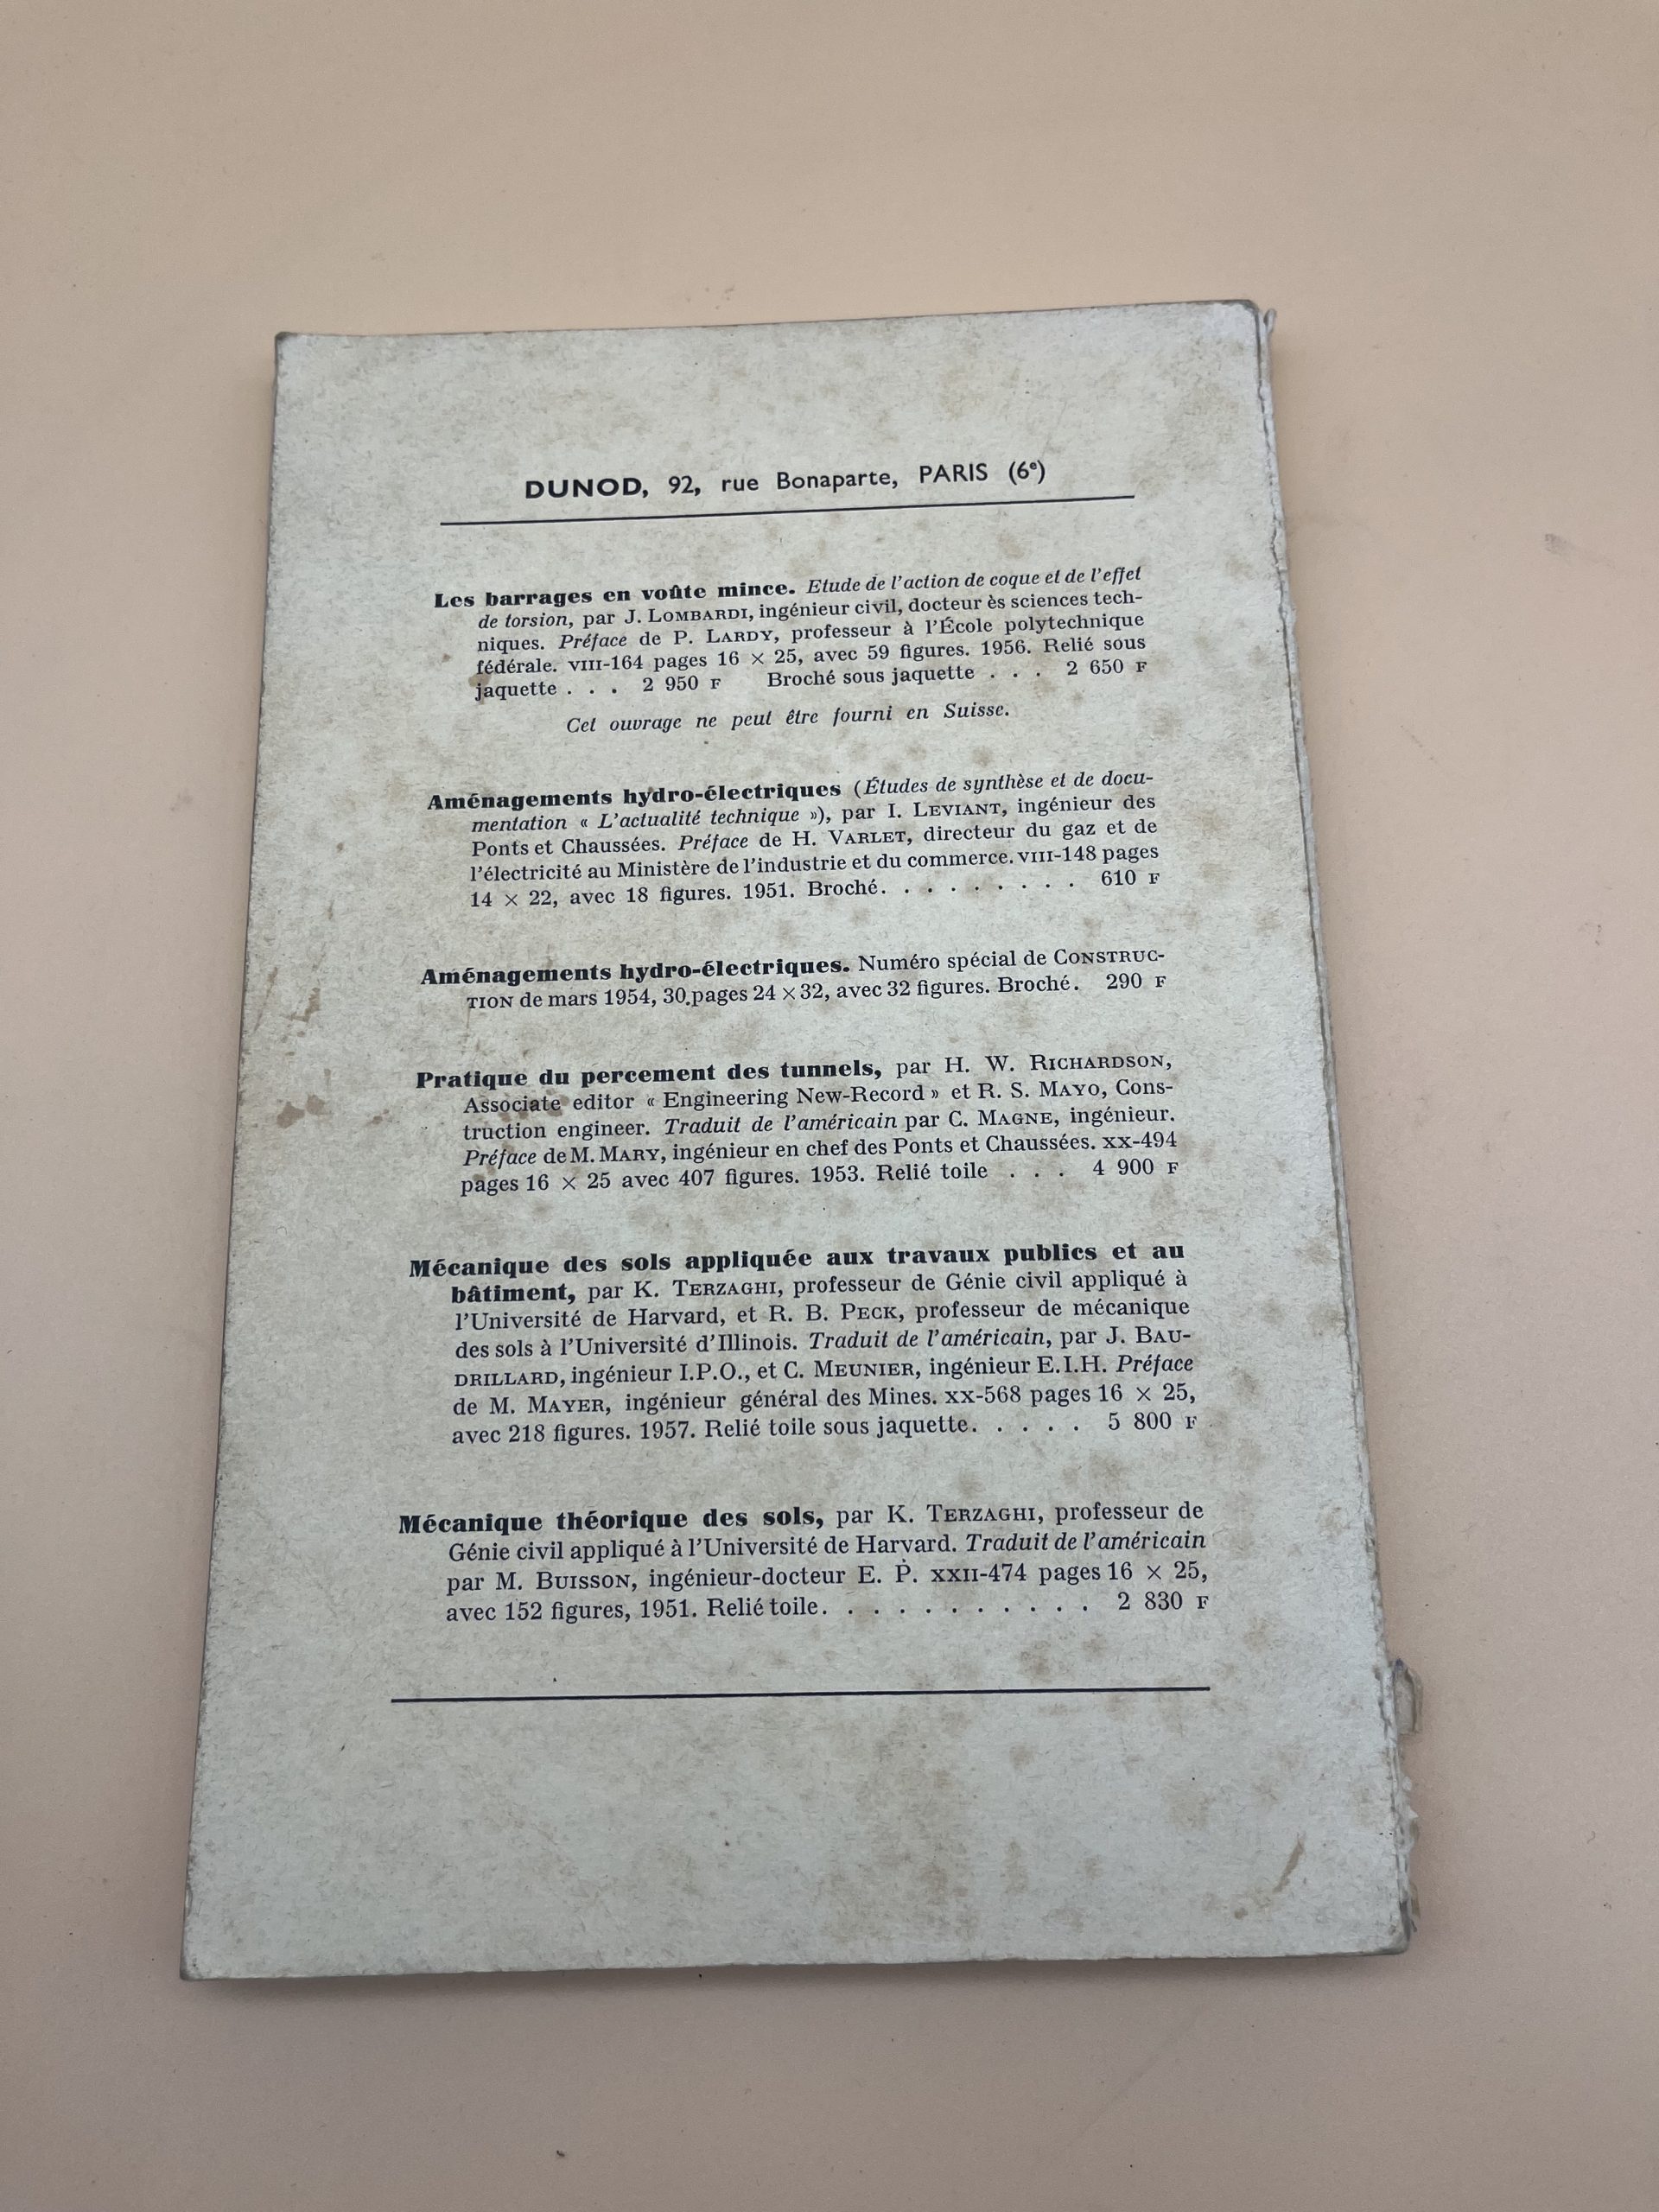 DUNOD, 92, rue Bonaparte, PARIS (6e)
Les barrages en voûte mince. Etude de l'action de coque et de l'effet
de torsion, par J. LOMBARDI, ingénieur civil, docteur ès sciences tech-
niques. Préface de P. LARDY, professeur à l'École polytechnique
fédérale. VIII-164 pages 16 × 25, avec 59 figures. 1956. Relié sous
jaquette . . . 2 950 F Broché sous jaquette . . . 2 650 F
Cet ouvrage ne peut être fourni en Suisse.
Aménagements hydro-électriques (Études de synthèse et de docu-
mentation « L'actualité technique »), par I. LEVIANT, ingénieur des
Ponts et Chaussées. Préface de H. VARLET, directeur du gaz et de
l'électricité au Ministère de l'industrie et du commerce. VIII-148 pages
14 × 22, avec 18 figures. 1951. Broché. . . . . . . . . 610 F
Aménagements hydro-électriques. Numéro spécial de CONSTRUC-
TION de mars 1954, 30 pages 24 × 32, avec 32 figures. Broché. 290 F
Pratique du percement des tunnels, par H. W. RICHARDSON,
Associate editor « Engineering New-Record » et R. S. MAYO, Cons-
truction engineer. Traduit de l'américain par C. MAGNE, ingénieur.
Préface de M. MARY, ingénieur en chef des Ponts et Chaussées. XX-494
pages 16 × 25 avec 407 figures. 1953. Relié toile . . . 4 900 F
Mécanique des sols appliquée aux travaux publics et au
bâtiment, par K. TERZAGHI, professeur de Génie civil appliqué à
l'Université de Harvard, et R. B. PECK, professeur de mécanique
des sols à l'Université d'Illinois. Traduit de l'américain, par J. BAU-
DRILLARD, ingénieur I.P.O., et C. MEUNIER, ingénieur E.I.H. Préface
de M. MAYER, ingénieur général des Mines. XX-568 pages 16 × 25,
avec 218 figures. 1957. Relié toile sous jaquette. . . . . 5 800 F
Mécanique théorique des sols, par K. TERZAGHI, professeur de
Génie civil appliqué à l'Université de Harvard. Traduit de l'américain
par M. BUISSON, ingénieur-docteur E. P. XXII-474 pages 16 × 25,
avec 152 figures, 1951. Relié toile. . . . . . . . . . . 2 830 F